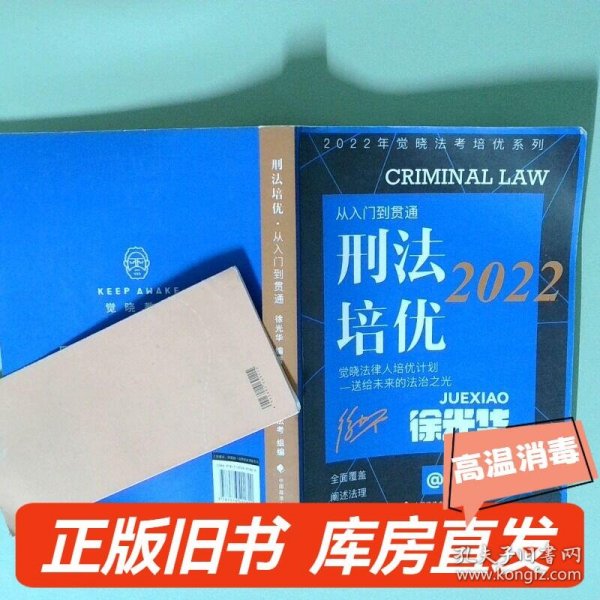 2022年觉晓法考培优系列
CRIMINAL LAW
从入门到贯通
刑法
培优
2022
觉晓法律人培优计划
—送给未来的法治之光
JUEXIAO
徐光华
全面覆盖
阐述法理
@
刑法培优·从入门到贯通
徐光华
法考 组编
KEEP AWAKE
觉晓
高温消毒
正版旧书 库房直发
孔夫子旧书网
www.kongfz.com